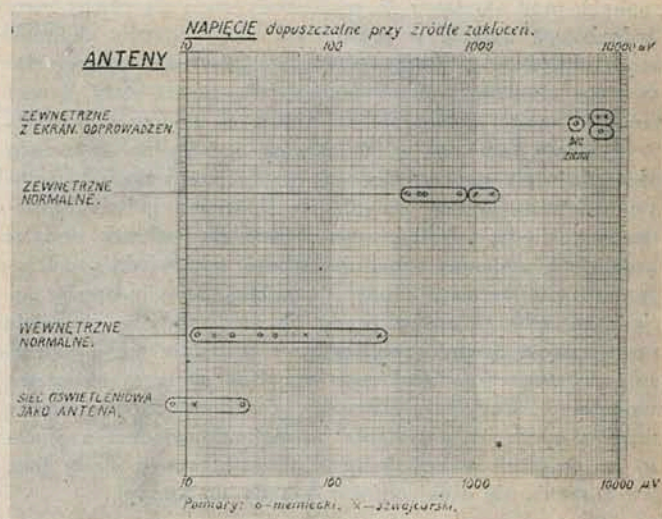 NAPIĘCIE dopuszczalne przy źródle zakłóceń.
10 100 1000 10000 µV
ANTENY
ZEWNĘTRZNE
Z EKRAN. ODPROWADZEN.
bez
ZEWNĘTRZNE
NORMALNE.
WEWNĘTRZNE
NORMALNE.
SIEĆ OŚWIETLENIOWA
JAKO ANTENA.
10 100 1000 10000 µV
Pomiary: o—niemiecki, x—szwajcarski.